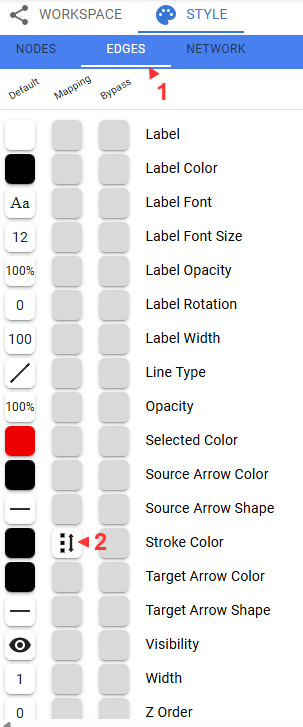 WORKSPACE STYLE
NODES EDGES NETWORK
Default Mapping Bypass 1
Label
Label Color
Aa Label Font
12 Label Font Size
100% Label Opacity
0 Label Rotation
100 Label Width
Line Type
100% Opacity
Selected Color
Source Arrow Color
Source Arrow Shape
2 Stroke Color
Target Arrow Color
Target Arrow Shape
Visibility
1 Width
0 Z Order